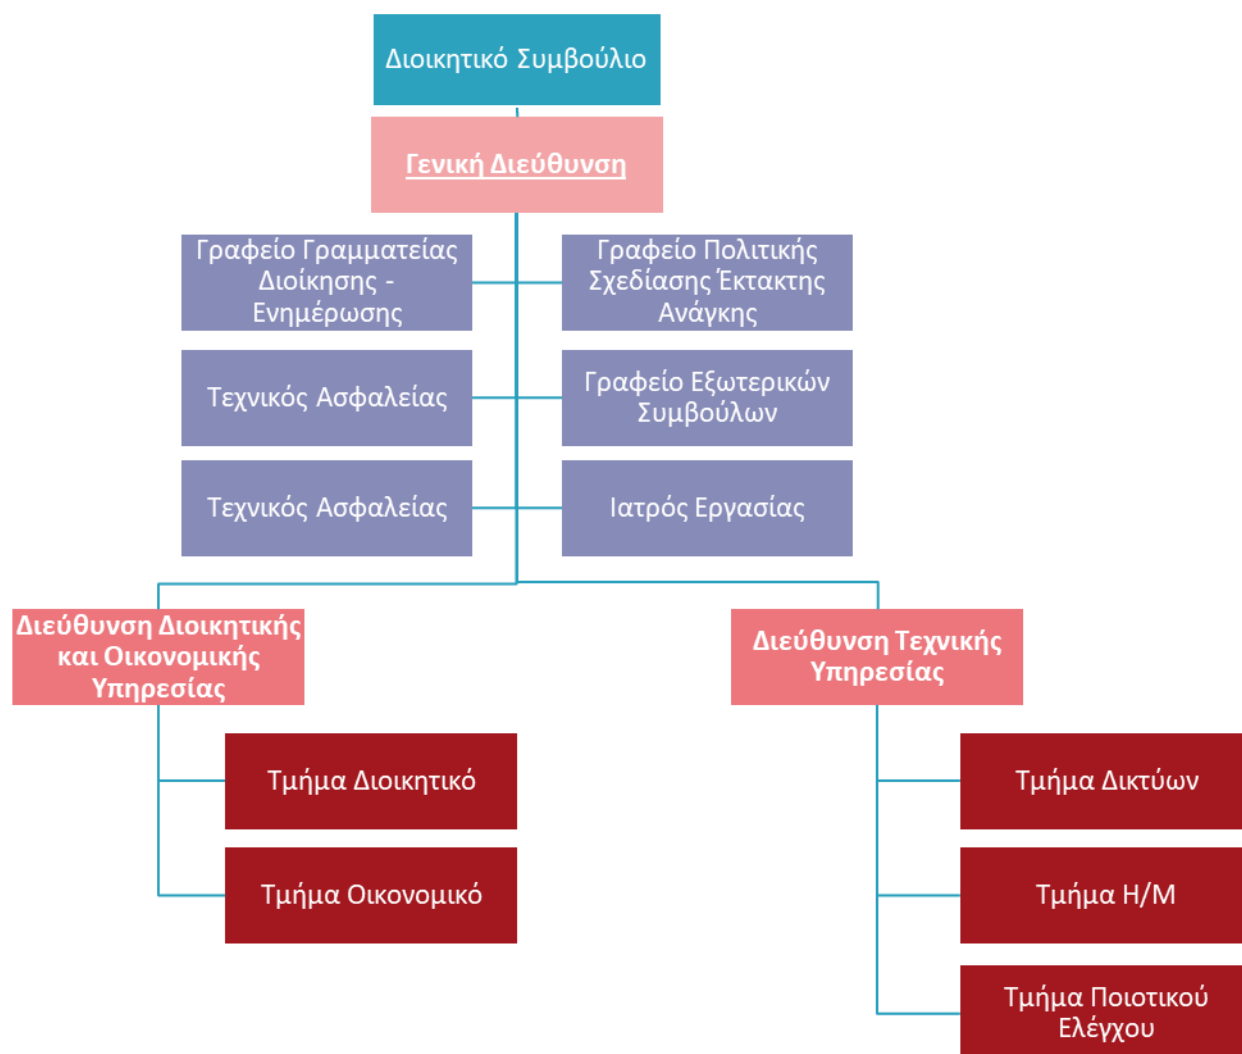 Διοικητικό Συμβούλιο
Γενική Διεύθυνση
Γραφείο Γραμματείας
Διοίκησης -
Ενημέρωσης
Γραφείο Πολιτικής
Σχεδίασης Έκτακτης
Ανάγκης
Τεχνικός Ασφαλείας
Γραφείο Εξωτερικών
Συμβούλων
Τεχνικός Ασφαλείας
Ιατρός Εργασίας
Διεύθυνση Διοικητικής
και Οικονομικής
Υπηρεσίας
Διεύθυνση Τεχνικής
Υπηρεσίας
Τμήμα Διοικητικό
Τμήμα Οικονομικό
Τμήμα Δικτύων
Τμήμα Η/Μ
Τμήμα Ποιοτικού
Ελέγχου